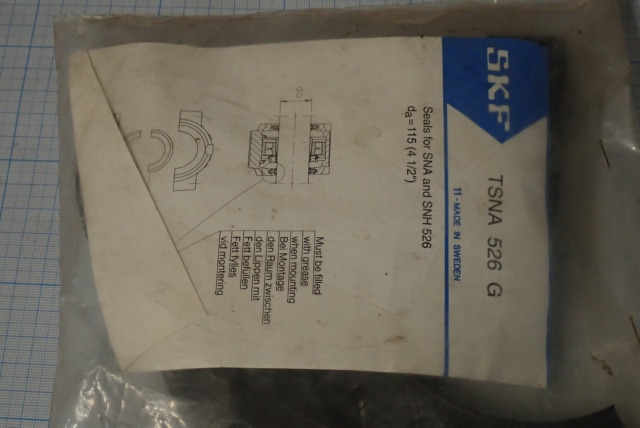 SKF
TSNA 526 G
11 - MADE IN SWEDEN
Seals for SNA and SNH 526
da = 115 (4 1/2")
Must be filled
with grease
when mounting
Bei Montage
den Raum zwischen
den Lippen mit
Fett befüllen
Fett fylles
vid montering